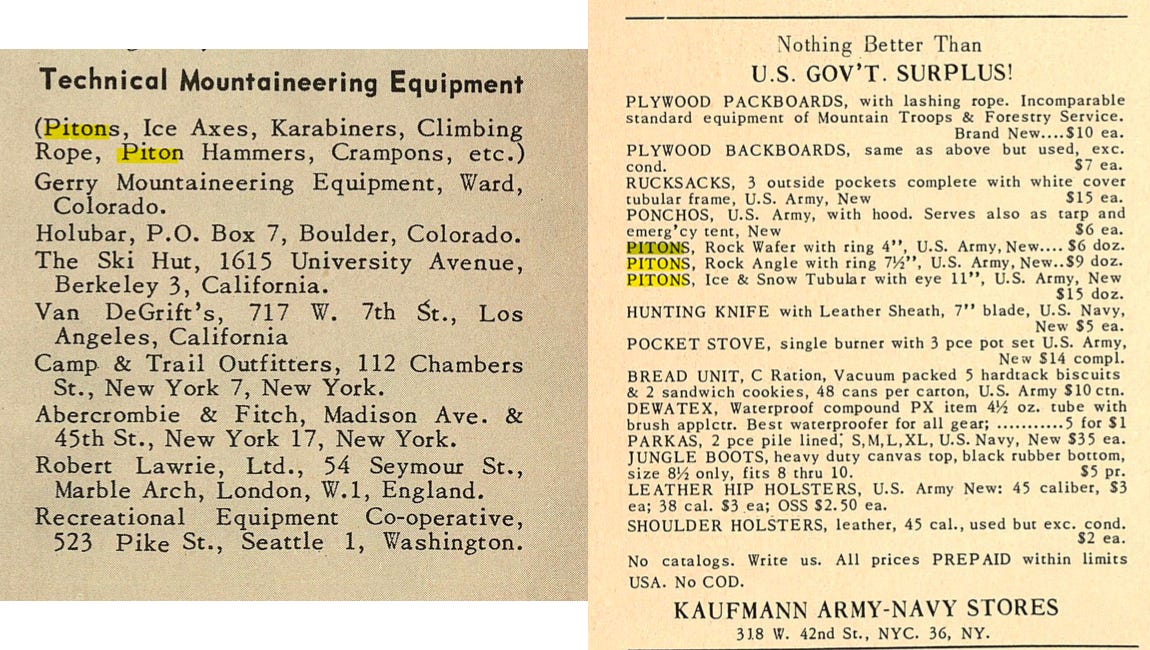 Technical Mountaineering Equipment
(Pitons, Ice Axes, Karabiners, Climbing
Rope, Piton Hammers, Crampons, etc.)
Gerry Mountaineering Equipment, Ward,
Colorado.
Holubar, P.O. Box 7, Boulder, Colorado.
The Ski Hut, 1615 University Avenue,
Berkeley 3, California.
Van DeGrift's, 717 W. 7th St., Los
Angeles, California
Camp & Trail Outfitters, 112 Chambers
St., New York 7, New York.
Abercrombie & Fitch, Madison Ave. &
45th St., New York 17, New York.
Robert Lawrie, Ltd., 54 Seymour St.,
Marble Arch, London, W.1, England.
Recreational Equipment Co-operative,
523 Pike St., Seattle 1, Washington.
Nothing Better Than
U.S. GOV'T. SURPLUS!
PLYWOOD PACKBOARDS, with lashing rope. Incomparable
standard equipment of Mountain Troops & Forestry Service.
Brand New....$10 ea.
PLYWOOD BACKBOARDS, same as above but used, exc.
cond. $7 ea.
RUCKSACKS, 3 outside pockets complete with white cover
tubular frame, U.S. Army, New $15 ea.
PONCHOS, U.S. Army, with hood. Serves also as tarp and
emerg'cy tent, New $6 ea.
PITONS, Rock Wafer with ring 4", U.S. Army, New.... $6 doz.
PITONS, Rock Angle with ring 7½", U.S. Army, New..$9 doz.
PITONS, Ice & Snow Tubular with eye 11", U.S. Army, New
$15 doz.
HUNTING KNIFE with Leather Sheath, 7" blade, U.S. Navy,
New $5 ea.
POCKET STOVE, single burner with 3 pce pot set U.S. Army,
New $14 compl.
BREAD UNIT, C Ration, Vacuum packed 5 hardtack biscuits
& 2 sandwich cookies, 48 cans per carton, U.S. Army $10 ctn.
DEWATEX, Waterproof compound PX item 4½ oz. tube with
brush applctr. Best waterproofer for all gear; ..........5 for $1
PARKAS, 2 pce pile lined, S,M,L,XL, U.S. Navy, New $35 ea.
JUNGLE BOOTS, heavy duty canvas top, black rubber bottom,
size 8½ only, fits 8 thru 10. $5 pr.
LEATHER HIP HOLSTERS, U.S. Army New: 45 caliber, $3
ea; 38 cal. $3 ea; OSS $2.50 ea.
SHOULDER HOLSTERS, leather, 45 cal., used but exc. cond.
$2 ea.
No catalogs. Write us. All prices PREPAID within limits
USA. No COD.
KAUFMANN ARMY-NAVY STORES
318 W. 42nd St., NYC. 36, NY.